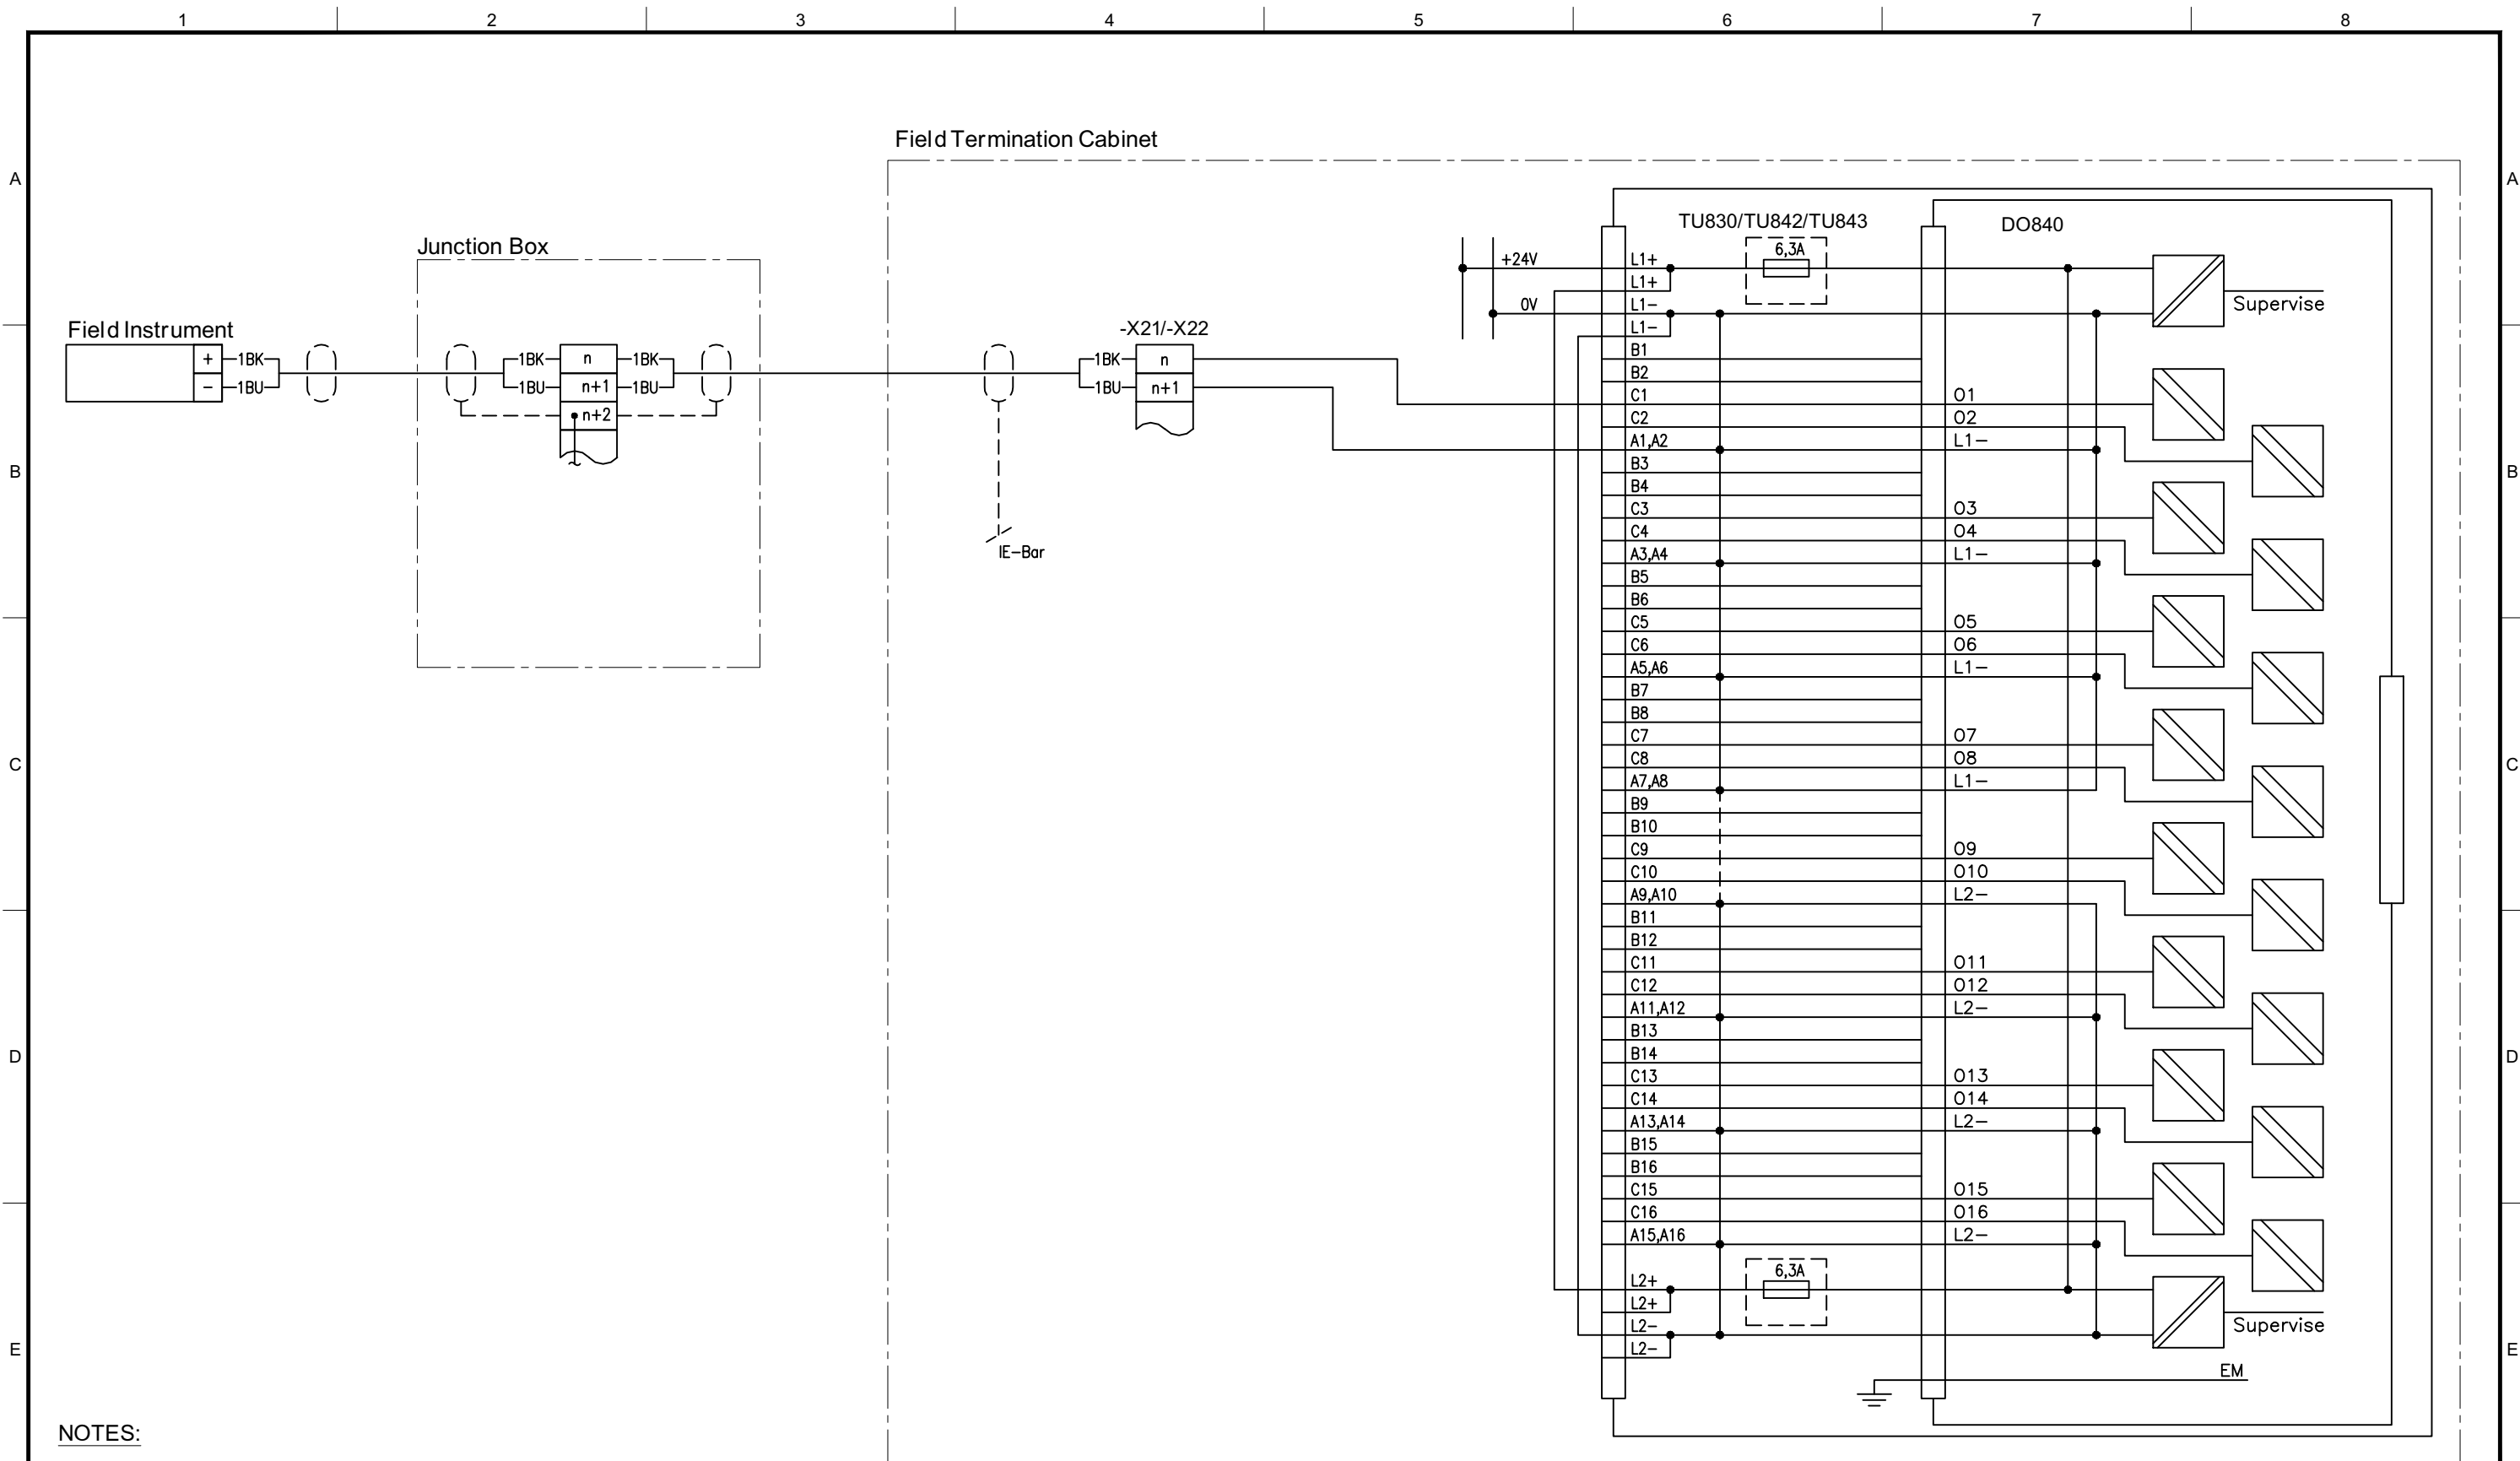 1 2 3 4 5 6 7 8
Field Termination Cabinet
A A
TU830/TU842/TU843 DO840
Junction Box
+24V L1+ 6,3A
L1+
0V L1- Supervise
Field Instrument -X21/-X22 L1-
+ 1BK 1BK n 1BK 1BK n B1
- 1BU 1BU n+1 1BU 1BU n+1 B2
C1 O1
n+2
C2 O2
A1,A2 L1-
B3
B B
B4
C3 O3
C4 O4
IE-Bar A3,A4 L1-
B5
B6
C5 O5
C6 O6
A5,A6 L1-
B7
B8
C7 O7
C8 O8
C C
A7,A8 L1-
B9
B10
C9 O9
C10 O10
A9,A10 L2-
B11
B12
C11 O11
C12 O12
A11,A12 L2-
B13
B14
D D
C13 O13
C14 O14
A13,A14 L2-
B15
B16
C15 O15
C16 O16
A15,A16 L2-
L2+ 6,3A
L2+
L2- Supervise
L2-
E E
EM
NOTES: